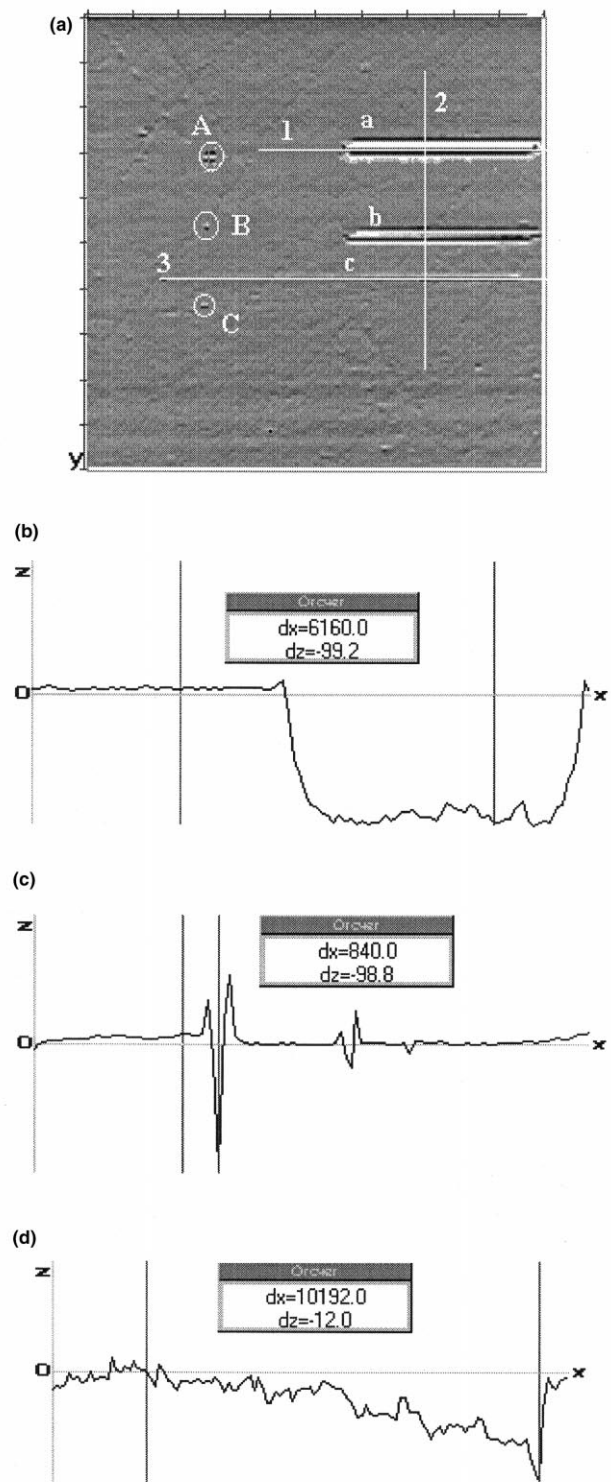 (a)
A
1
a
2
B
b
3
c
C
y
(b)
z
dx=6160.0
dz=-99.2
0
x
(c)
z
dx=840.0
dz=-98.8
0
x
(d)
z
dx=10192.0
dz=-12.0
0
x